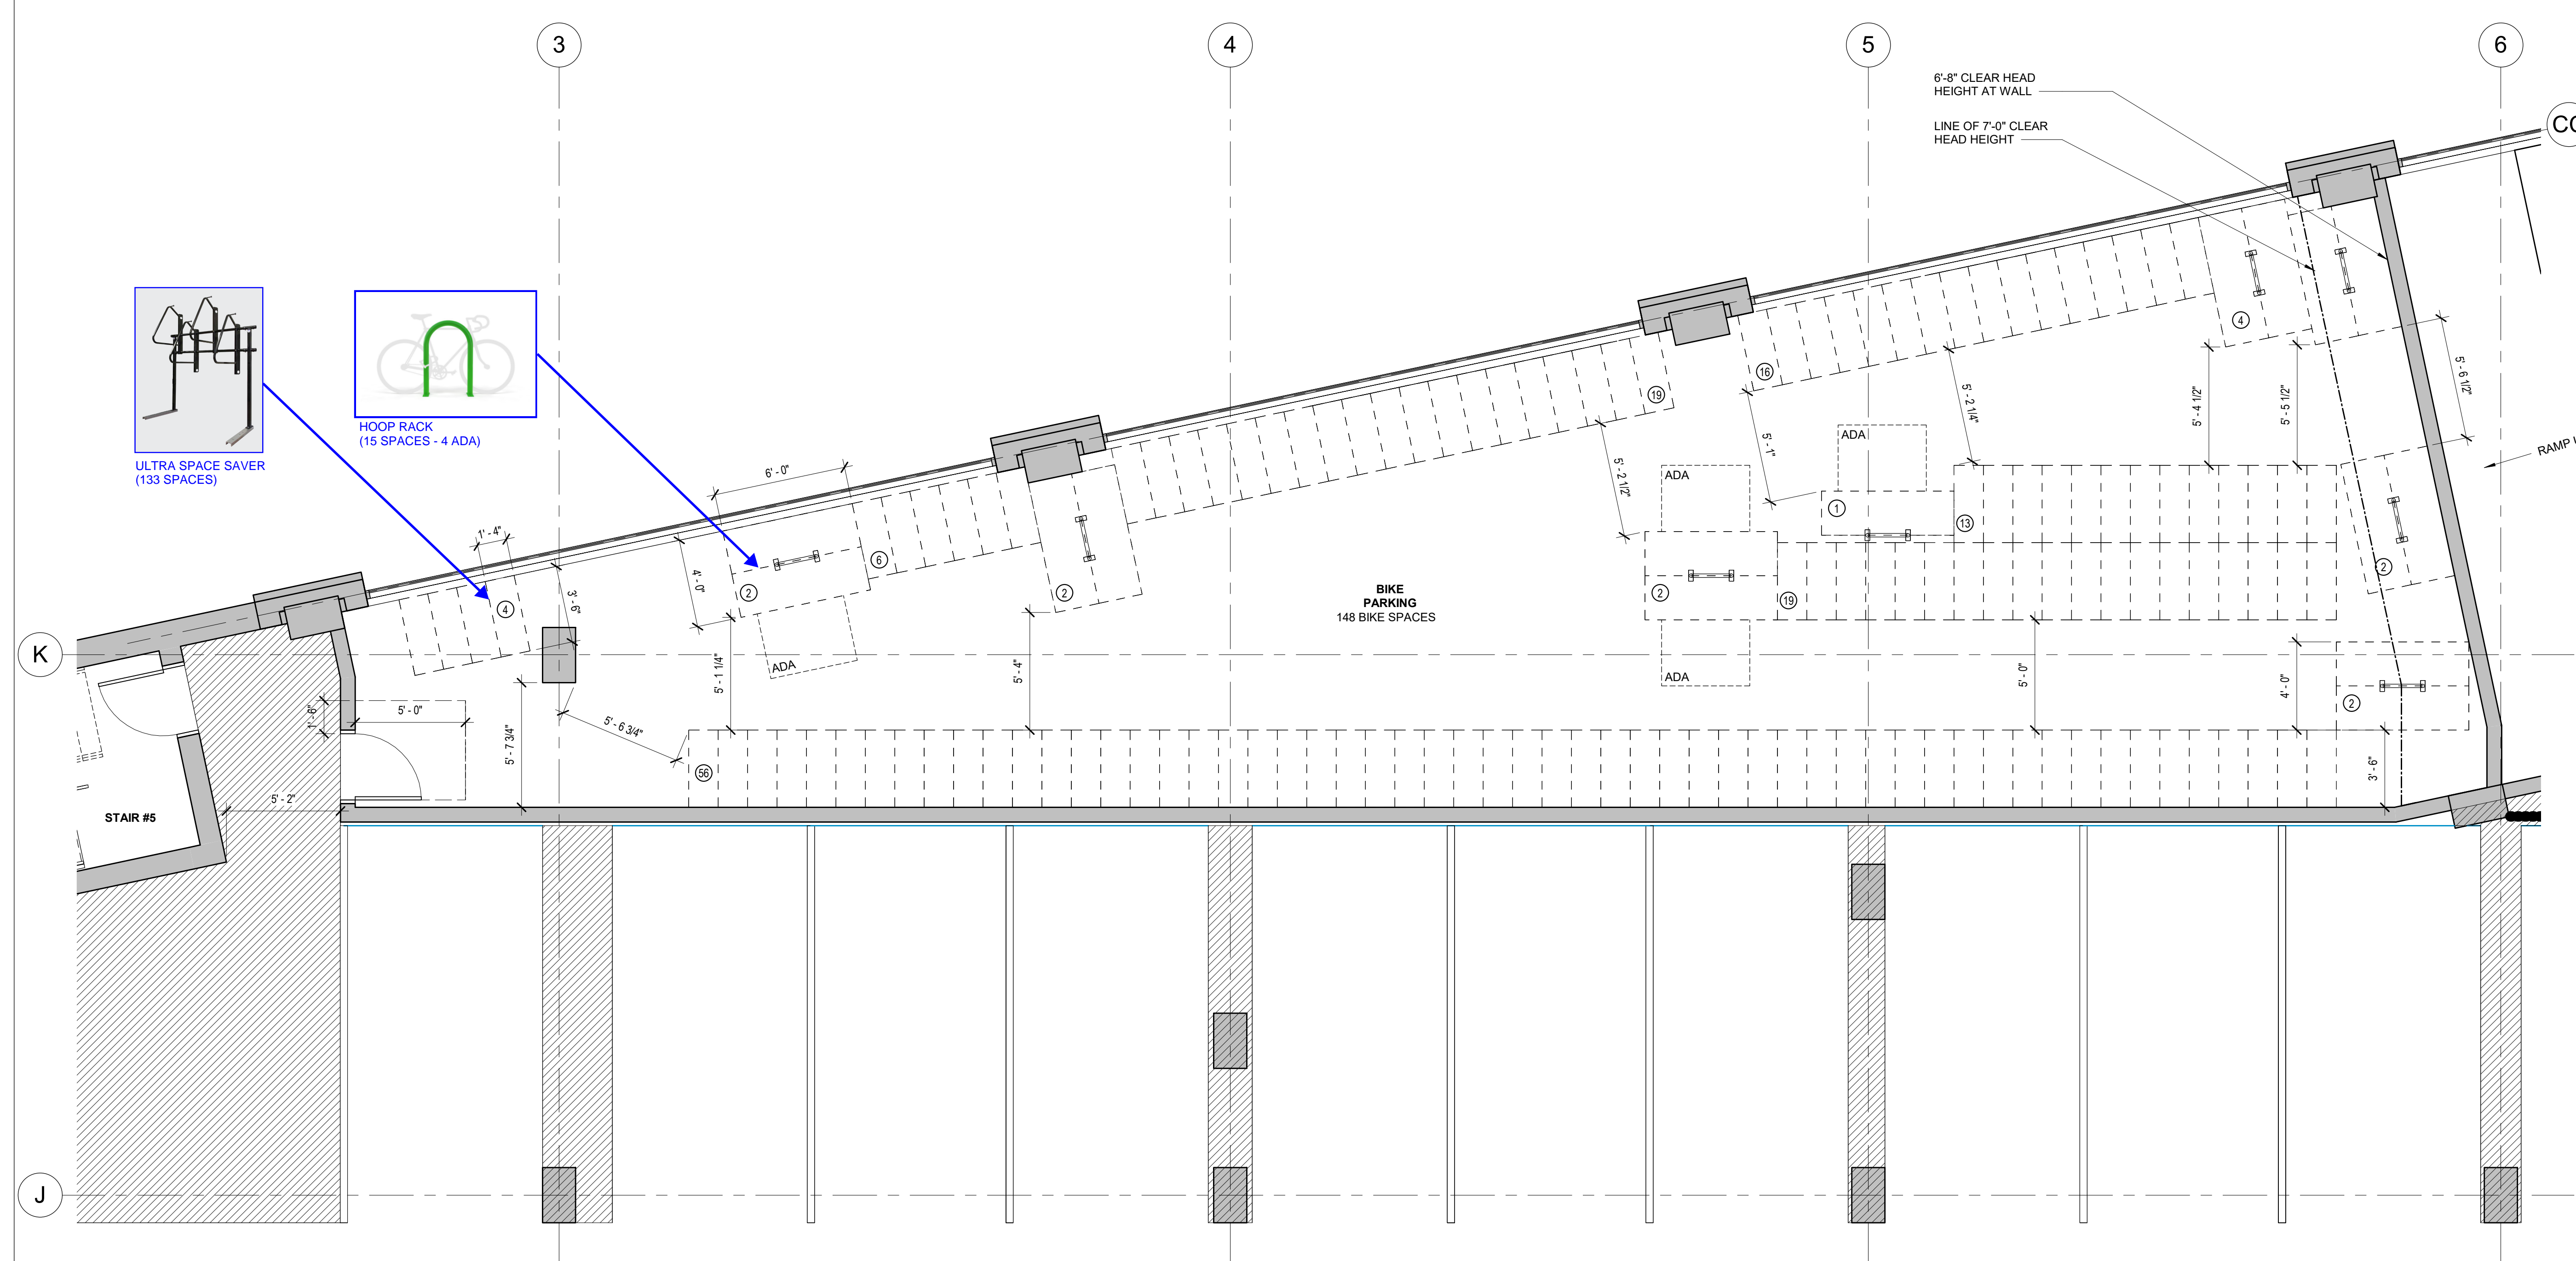 3
4
5
6
6'-8" CLEAR HEAD
HEIGHT AT WALL
LINE OF 7'-0" CLEAR
HEAD HEIGHT
HOOP RACK
(15 SPACES - 4 ADA)
ULTRA SPACE SAVER
(133 SPACES)
6' - 0"
1' - 4"
4' - 0"
3' - 6"
4
2
6
2
19
16
4
5' - 2 1/2"
5' - 1"
5' - 2 1/4"
5' - 4 1/2"
5' - 5 1/2"
5' - 6 1/2"
ADA
ADA
ADA
ADA
1
13
2
19
2
2
BIKE
PARKING
148 BIKE SPACES
K
5' - 1 1/4"
5' - 4"
5' - 0"
4' - 0"
3' - 6"
1' - 6"
5' - 0"
5' - 7 3/4"
5' - 6 3/4"
56
5' - 2"
STAIR #5
RAMP
J